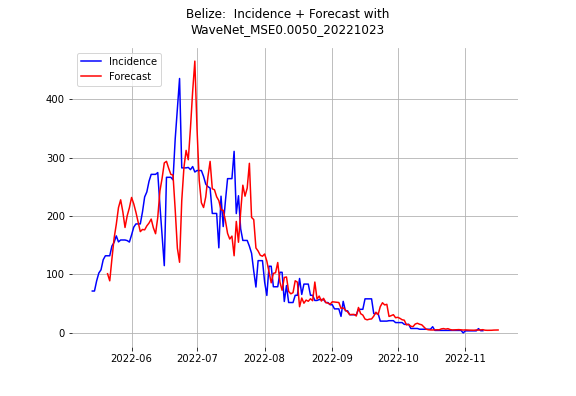 Belize:  Incidence + Forecast with
WaveNet_MSE0.0050_20221023
Incidence
Forecast
400
300
200
100
0
2022-06 2022-07 2022-08 2022-09 2022-10 2022-11